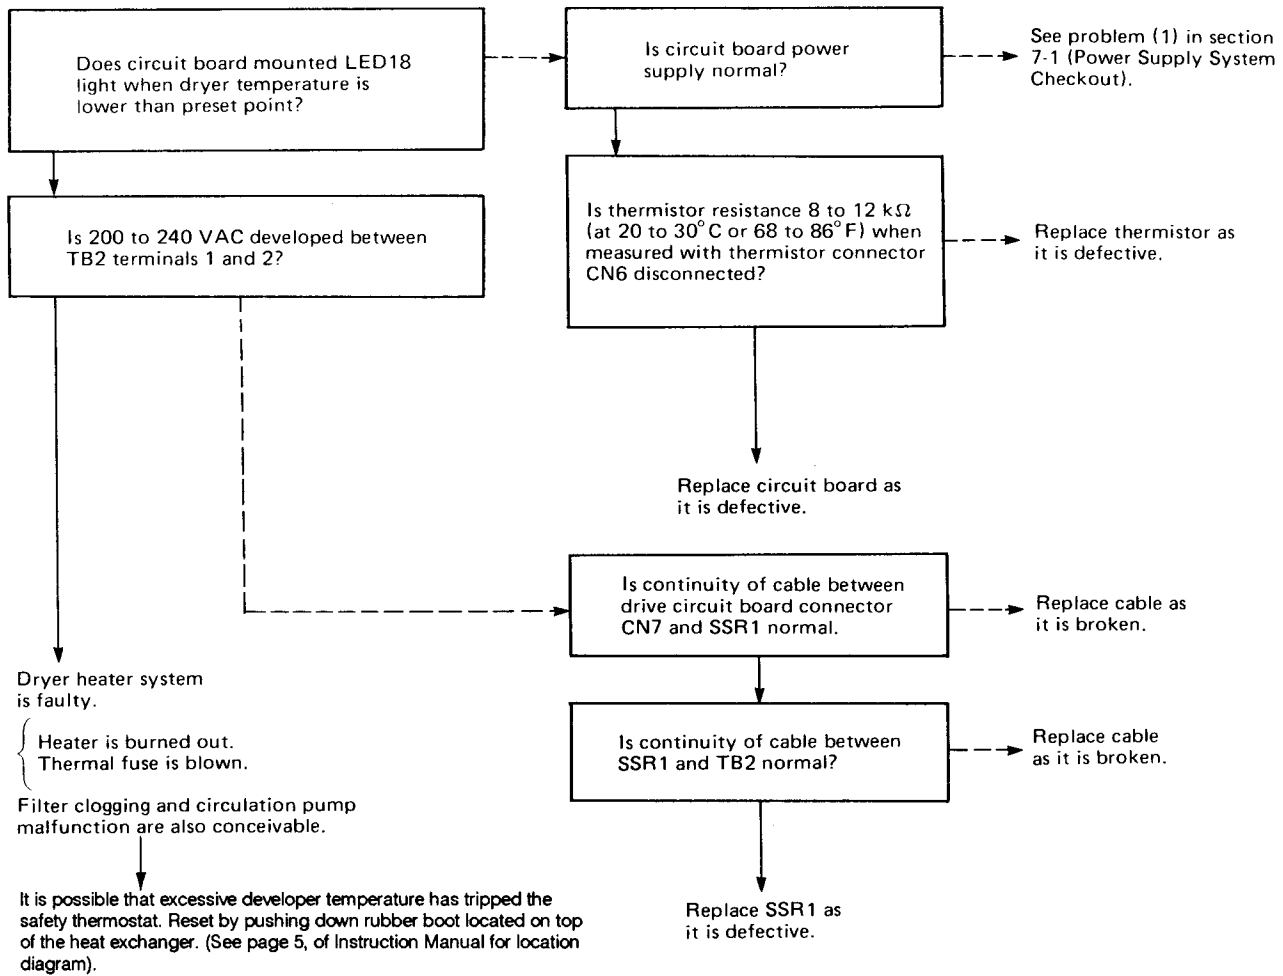 Does circuit board mounted LED18
light when dryer temperature is
lower than preset point?
Is circuit board power
supply normal?
See problem (1) in section
7-1 (Power Supply System
Checkout).
Is 200 to 240 VAC developed between
TB2 terminals 1 and 2?
Is thermistor resistance 8 to 12 kΩ
(at 20 to 30°C or 68 to 86°F) when
measured with thermistor connector
CN6 disconnected?
Replace thermistor as
it is defective.
Replace circuit board as
it is defective.
Is continuity of cable between
drive circuit board connector
CN7 and SSR1 normal.
Replace cable as
it is broken.
Is continuity of cable between
SSR1 and TB2 normal?
Replace cable
as it is broken.
Replace SSR1 as
it is defective.
Dryer heater system
is faulty.
Heater is burned out.
Thermal fuse is blown.
Filter clogging and circulation pump
malfunction are also conceivable.
It is possible that excessive developer temperature has tripped the
safety thermostat. Reset by pushing down rubber boot located on top
of the heat exchanger. (See page 5, of Instruction Manual for location
diagram).